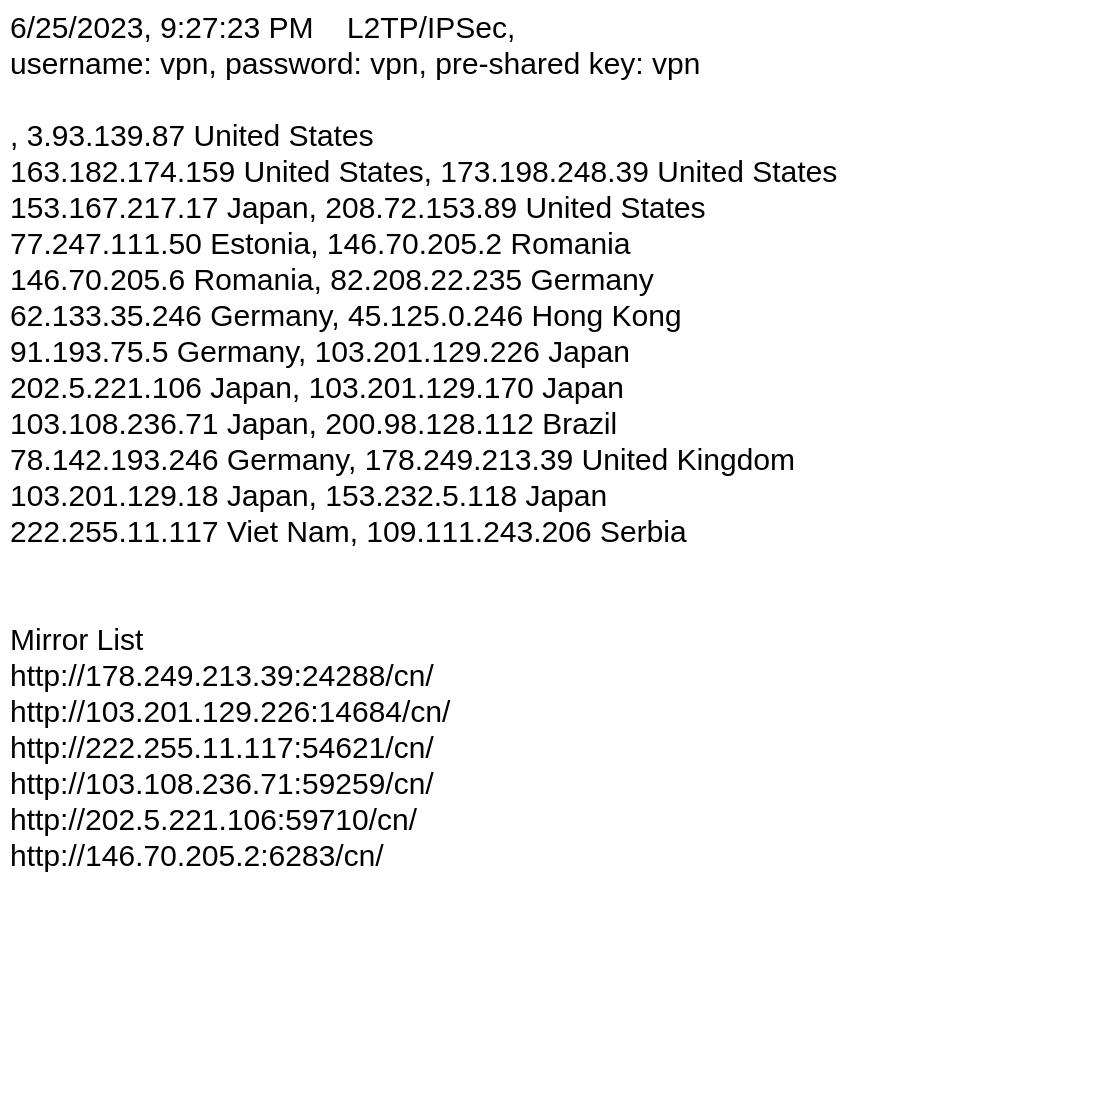 6/25/2023, 9:27:23 PM    L2TP/IPSec,
username: vpn, password: vpn, pre-shared key: vpn
, 3.93.139.87 United States
163.182.174.159 United States, 173.198.248.39 United States
153.167.217.17 Japan, 208.72.153.89 United States
77.247.111.50 Estonia, 146.70.205.2 Romania
146.70.205.6 Romania, 82.208.22.235 Germany
62.133.35.246 Germany, 45.125.0.246 Hong Kong
91.193.75.5 Germany, 103.201.129.226 Japan
202.5.221.106 Japan, 103.201.129.170 Japan
103.108.236.71 Japan, 200.98.128.112 Brazil
78.142.193.246 Germany, 178.249.213.39 United Kingdom
103.201.129.18 Japan, 153.232.5.118 Japan
222.255.11.117 Viet Nam, 109.111.243.206 Serbia
Mirror List
http://178.249.213.39:24288/cn/
http://103.201.129.226:14684/cn/
http://222.255.11.117:54621/cn/
http://103.108.236.71:59259/cn/
http://202.5.221.106:59710/cn/
http://146.70.205.2:6283/cn/